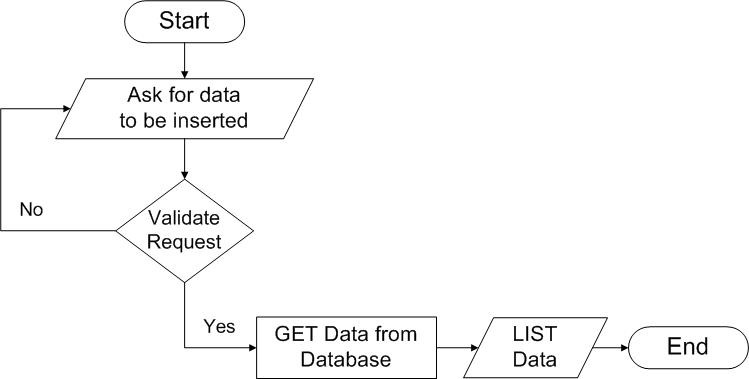 Start
Ask for data
to be inserted
No
Validate
Request
Yes
GET Data from
Database
LIST
Data
End